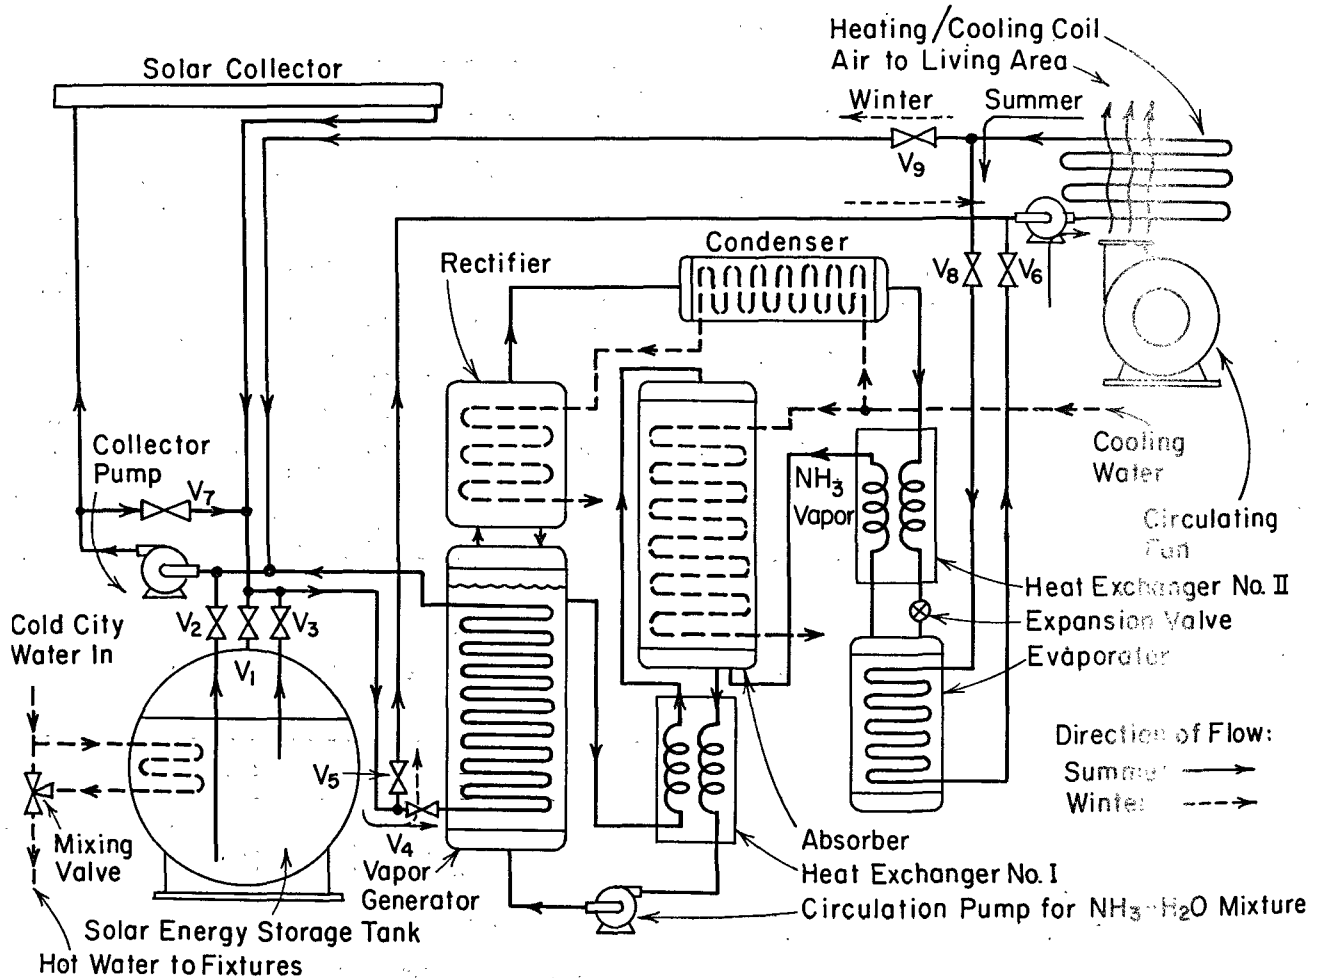 Heating/Cooling Coil
Air to Living Area
Solar Collector
Winter
Summer
V9
Condenser
Rectifier
V8
V6
Collector
Pump
V7
Cooling
Water
NH3
Vapor
Circulating
Fan
Heat Exchanger No. II
Expansion Valve
Evaporator
V2
V3
V1
Cold City
Water In
Direction of Flow:
Summer
Winter
V5
V4
Mixing
Valve
Vapor
Generator
Absorber
Heat Exchanger No. I
Circulation Pump for NH3-H2O Mixture
Solar Energy Storage Tank
Hot Water to Fixtures